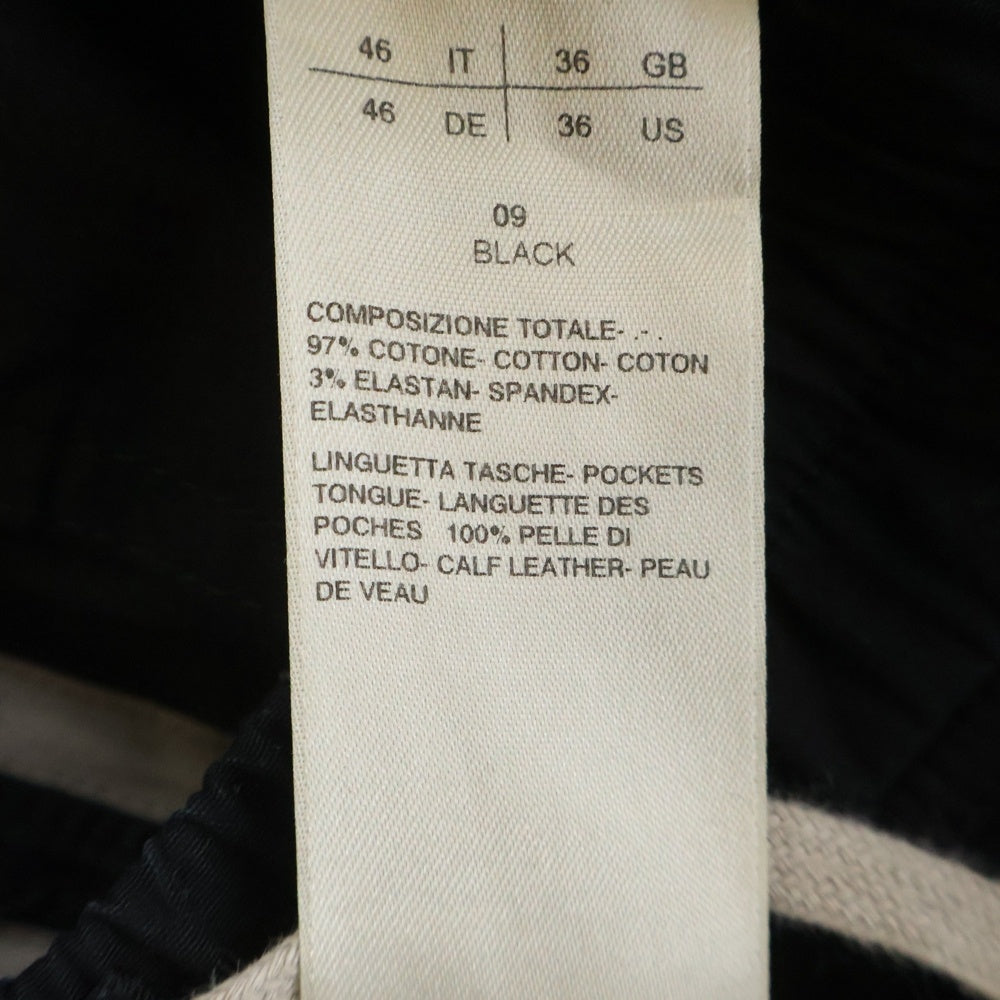 46 IT 36 GB
46 DE 36 US
09
BLACK
COMPOSIZIONE TOTALE- .-.
97% COTONE- COTTON- COTON
3% ELASTAN- SPANDEX-
ELASTHANNE
LINGUETTA TASCHE- POCKETS
TONGUE- LANGUETTE DES
POCHES 100% PELLE DI
VITELLO- CALF LEATHER- PEAU
DE VEAU